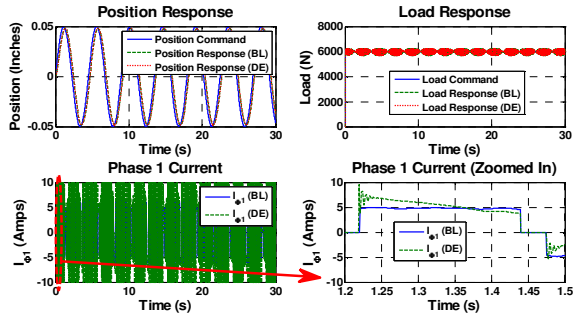 Position Response
Load Response
Position (Inches)
0.05
0
-0.05
Position Command
Position Response (BL)
Position Response (DE)
0 10 20 30
Time (s)
Load (N)
8000
6000
4000
2000
0
Load Command
Load Response (BL)
Load Response (DE)
0 10 20 30
Time (s)
Phase 1 Current
Phase 1 Current (Zoomed In)
IΦ1 (Amps)
10
5
0
-5
-10
IΦ1 (BL)
IΦ1 (DE)
0 10 20 30
Time (s)
IΦ1 (Amps)
10
5
0
-5
-10
IΦ1 (BL)
IΦ1 (DE)
1.2 1.25 1.3 1.35 1.4 1.45 1.5
Time (s)